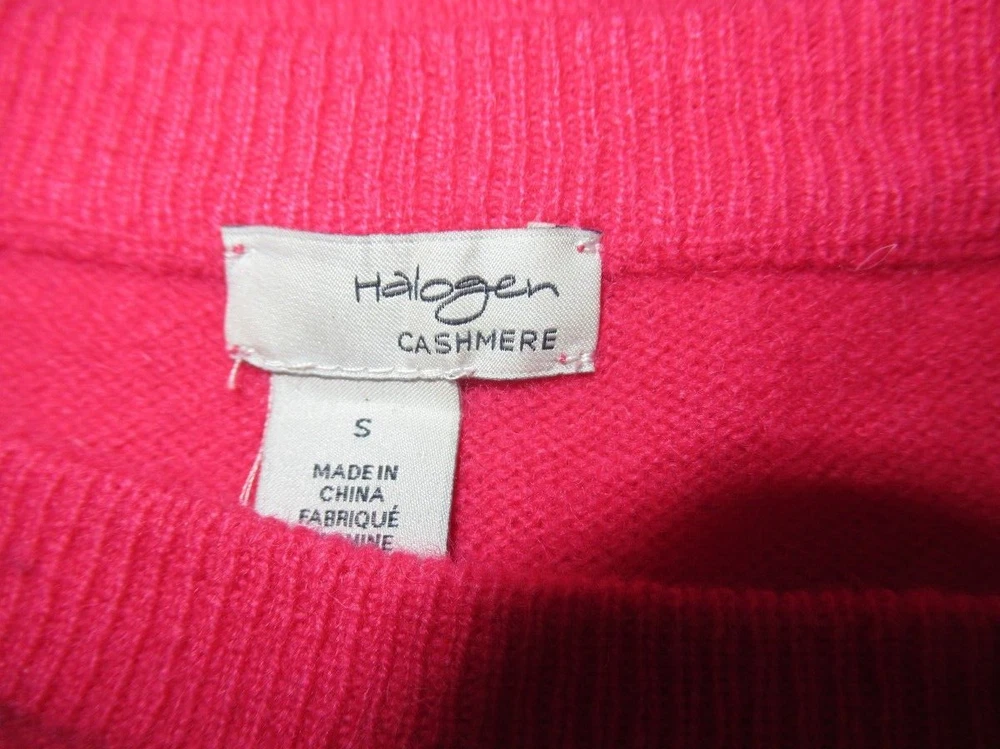 Halogen
CASHMERE
S
MADE IN
CHINA
FABRIQUÉ